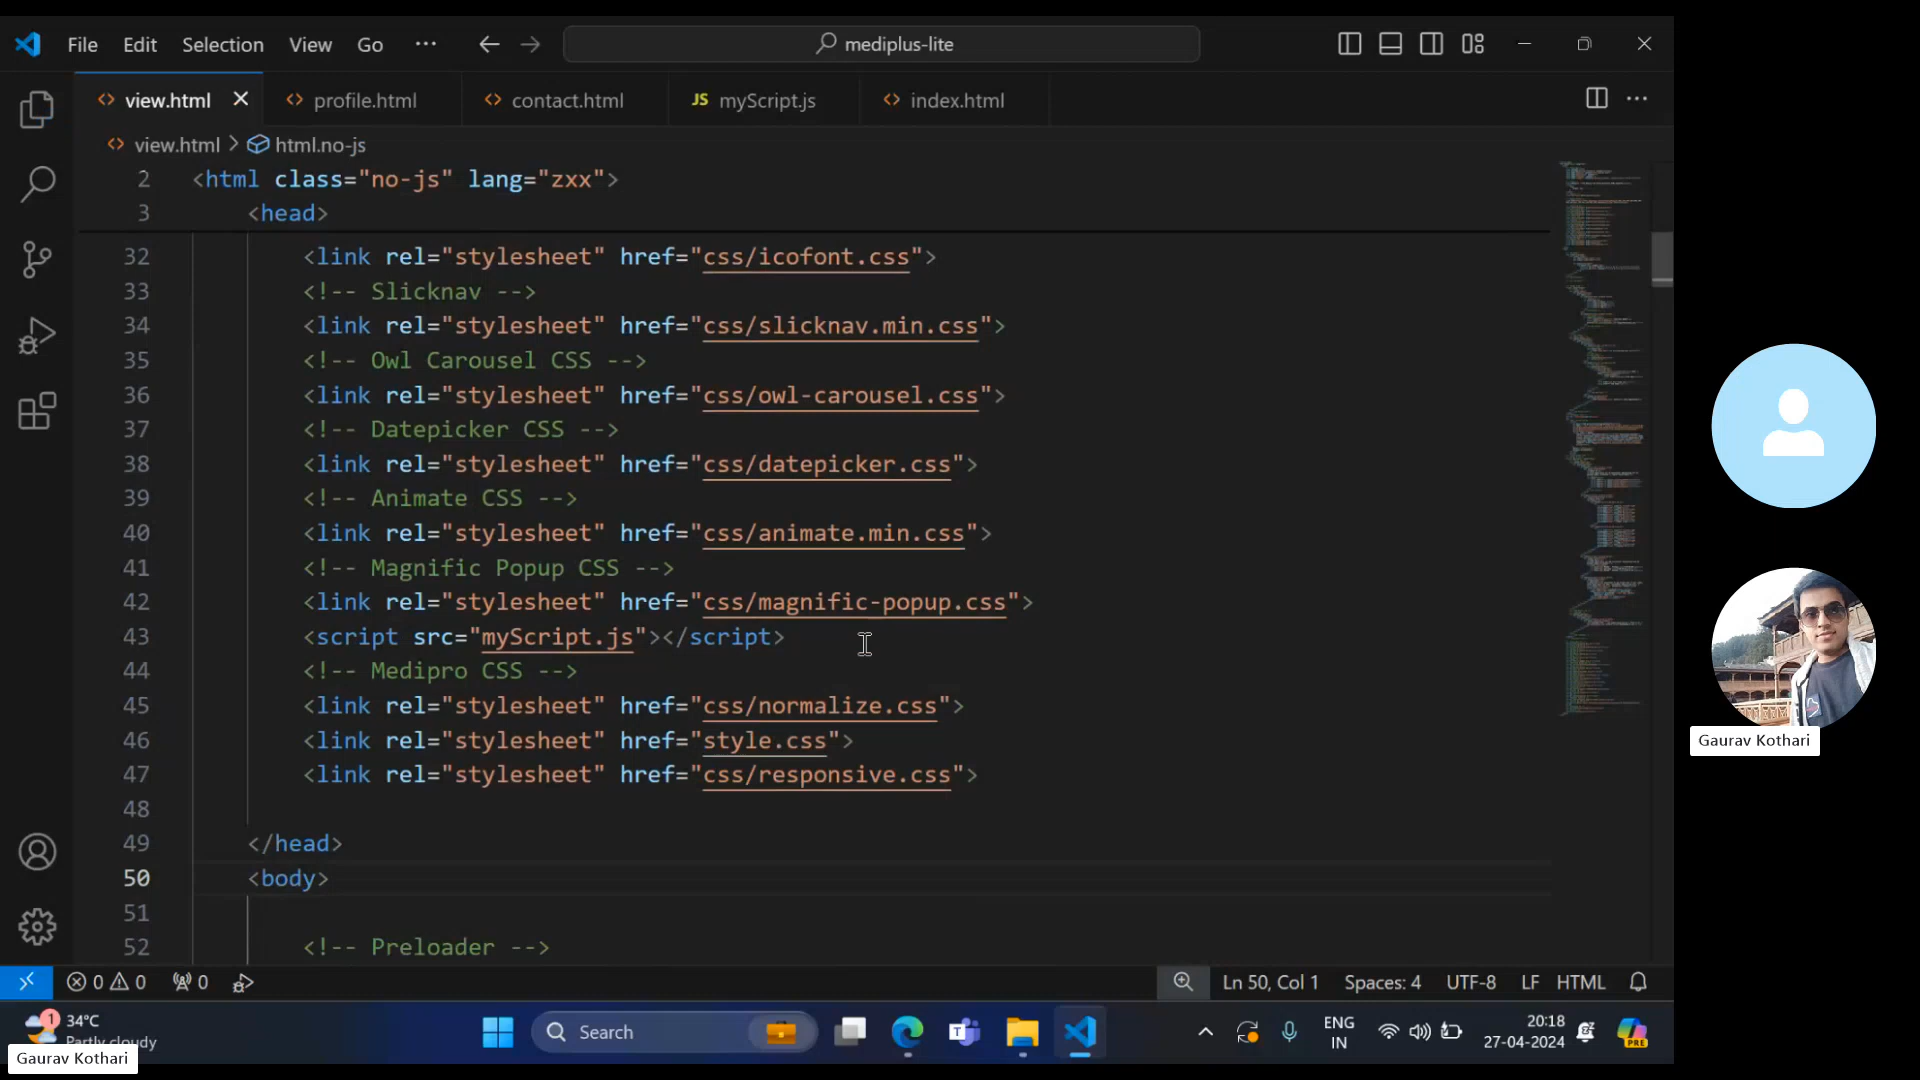 File Edit Selection View Go ··· mediplus-lite
view.html profile.html contact.html JS myScript.js index.html ···
view.html > html.no-js
2 <html class="no-js" lang="zxx">
3 <head>
32 <link rel="stylesheet" href="css/icofont.css">
33 <!-- Slicknav -->
34 <link rel="stylesheet" href="css/slicknav.min.css">
35 <!-- Owl Carousel CSS -->
36 <link rel="stylesheet" href="css/owl-carousel.css">
37 <!-- Datepicker CSS -->
38 <link rel="stylesheet" href="css/datepicker.css">
39 <!-- Animate CSS -->
40 <link rel="stylesheet" href="css/animate.min.css">
41 <!-- Magnific Popup CSS -->
42 <link rel="stylesheet" href="css/magnific-popup.css">
43 <script src="myScript.js"></script>
44 <!-- Medipro CSS -->
45 <link rel="stylesheet" href="css/normalize.css">
46 <link rel="stylesheet" href="style.css">
47 <link rel="stylesheet" href="css/responsive.css">
48
49 </head>
50 <body>
51
52 <!-- Preloader -->
Gaurav Kothari
0 0 0 Ln 50, Col 1 Spaces: 4 UTF-8 LF HTML
1 34°C
Partly cloudy
Search
PRE
ENG
IN
20:18
27-04-2024
Gaurav Kothari